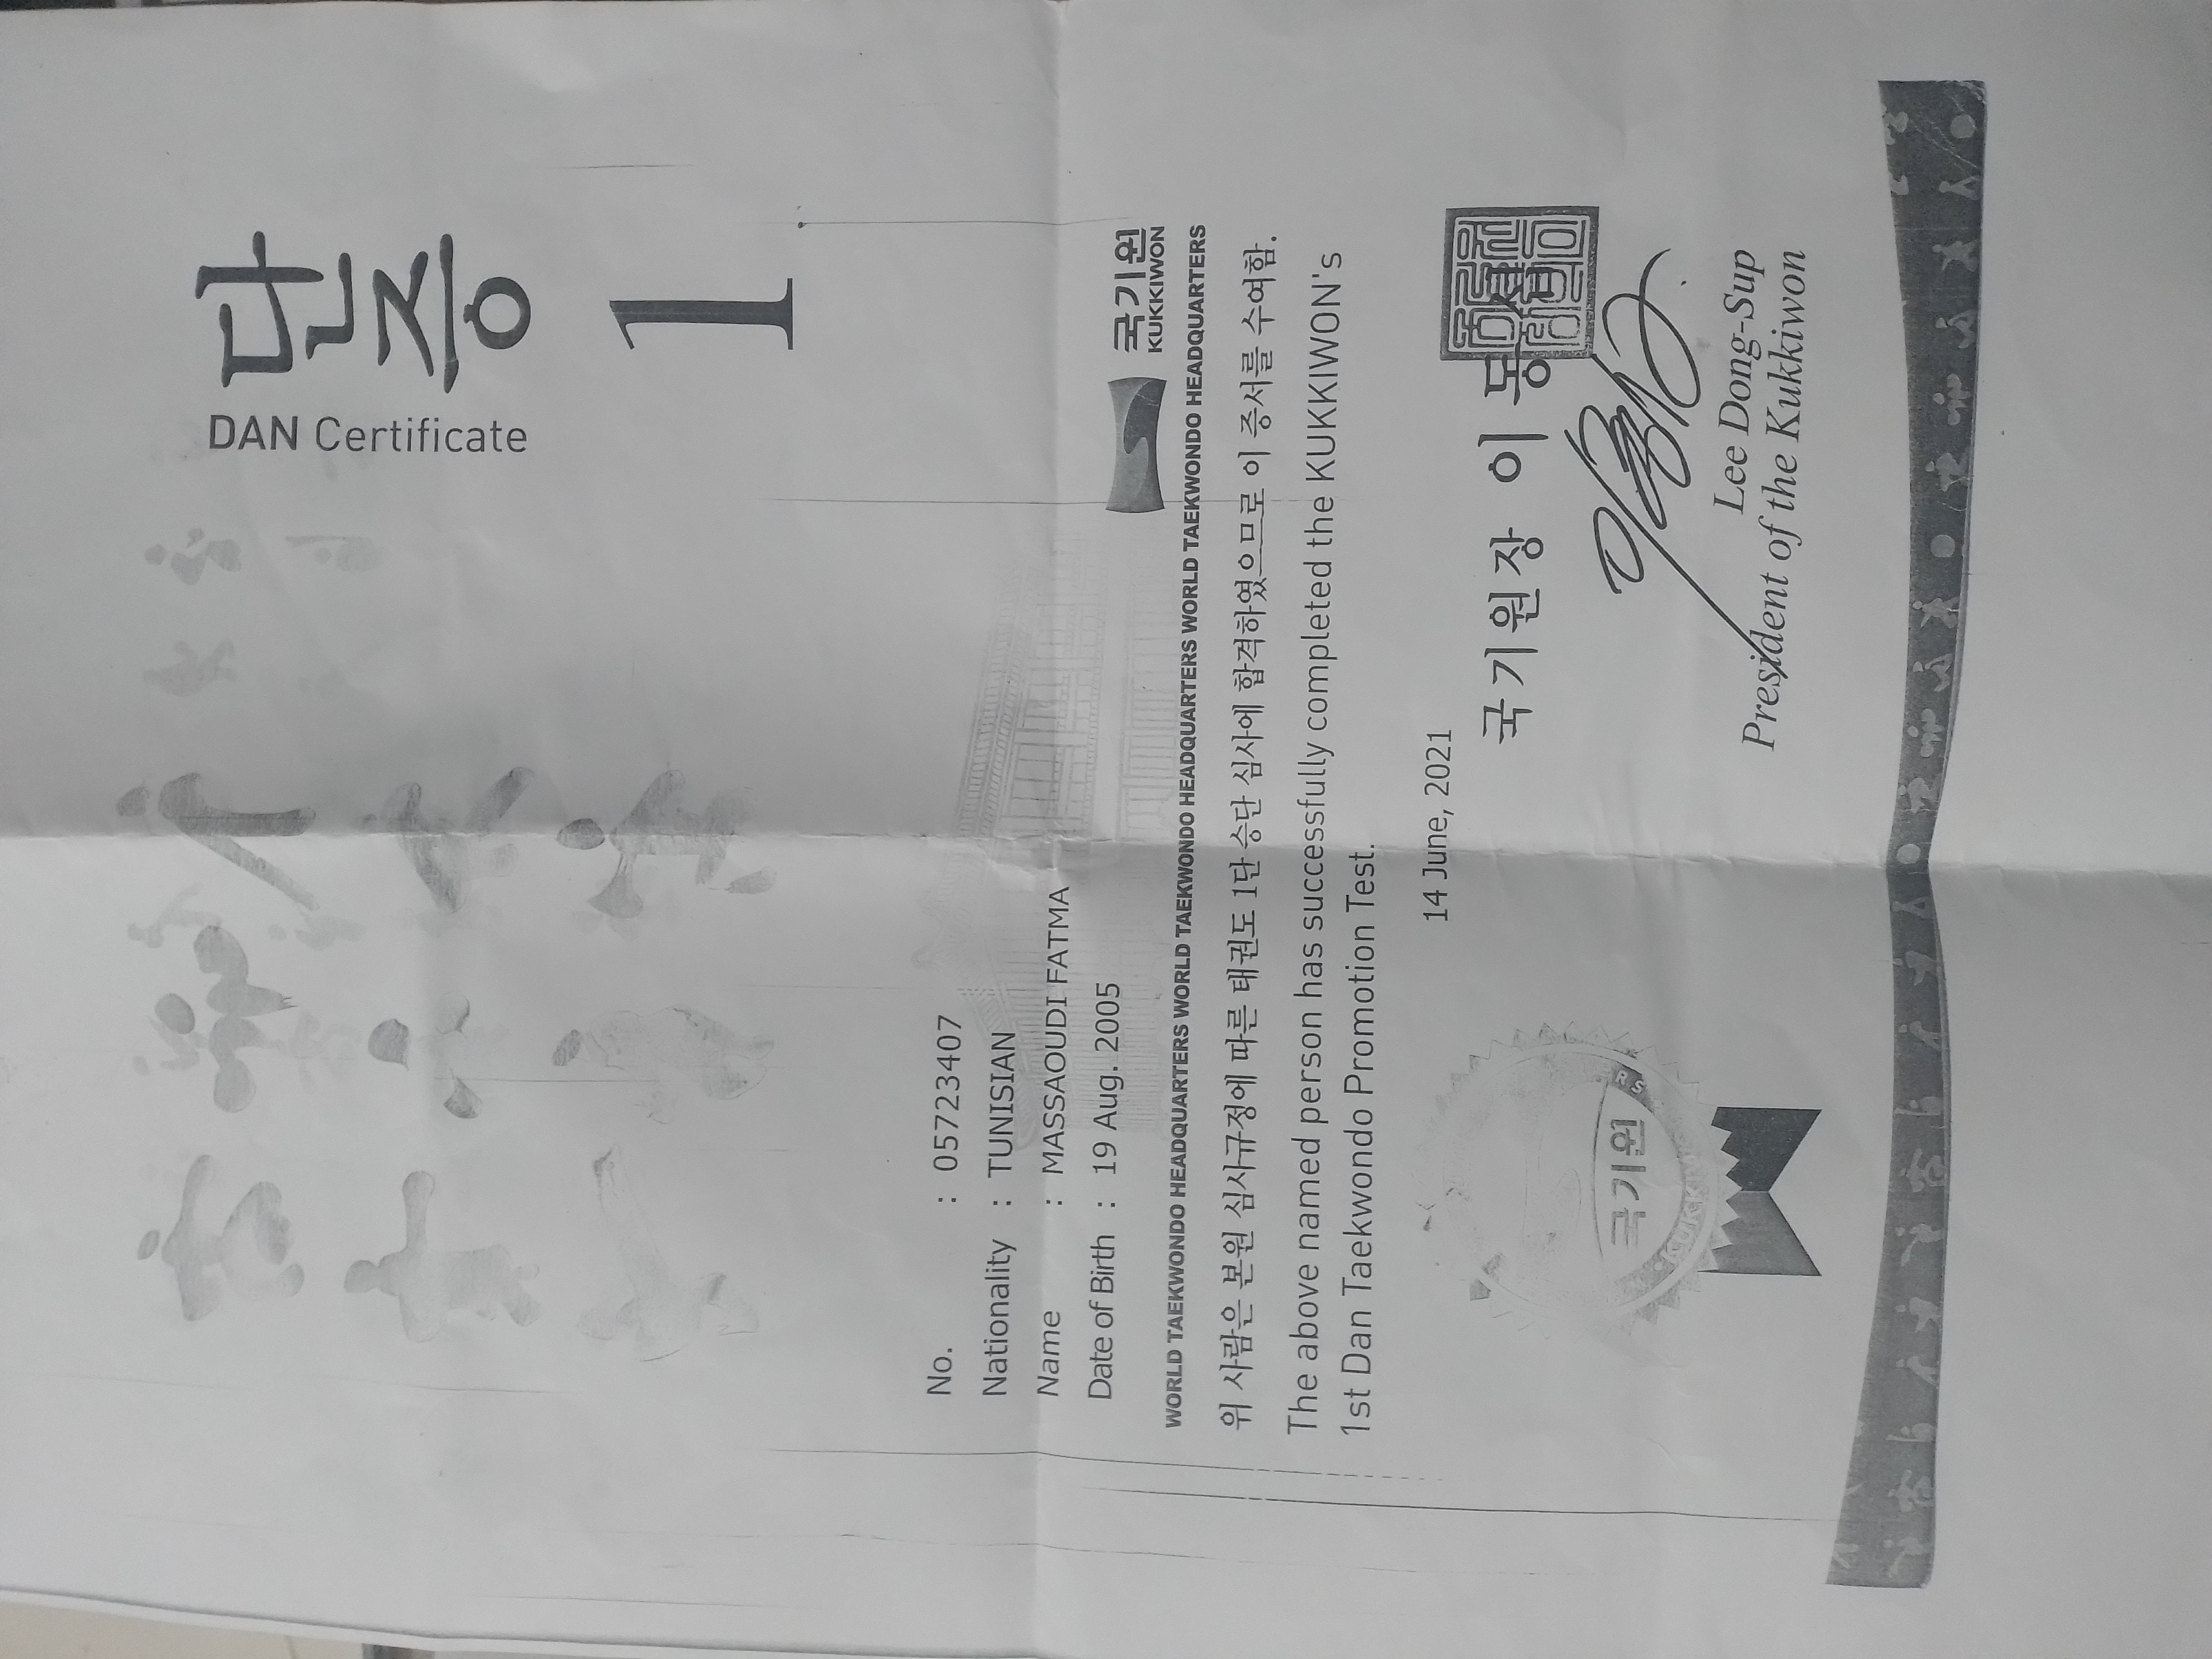 단증
DAN Certificate
1
No. : 05723407
Nationality : TUNISIAN
Name : MASSAOUDI FATMA
Date of Birth : 19 Aug. 2005
국기원
KUKKIWON
WORLD TAEKWONDO HEADQUARTERS WORLD TAEKWONDO HEADQUARTERS WORLD TAEKWONDO HEADQUARTERS WORLD TAEKWONDO HEADQUARTERS
위 사람은 본원 심사규정에 따른 태권도 1단 승단 심사에 합격하였으므로 이 증서를 수여함.
The above named person has successfully completed the KUKKIWON's
1st Dan Taekwondo Promotion Test.
14 June, 2021
국기원장 이 동
Lee Dong-Sup
President of the Kukkiwon
국기원